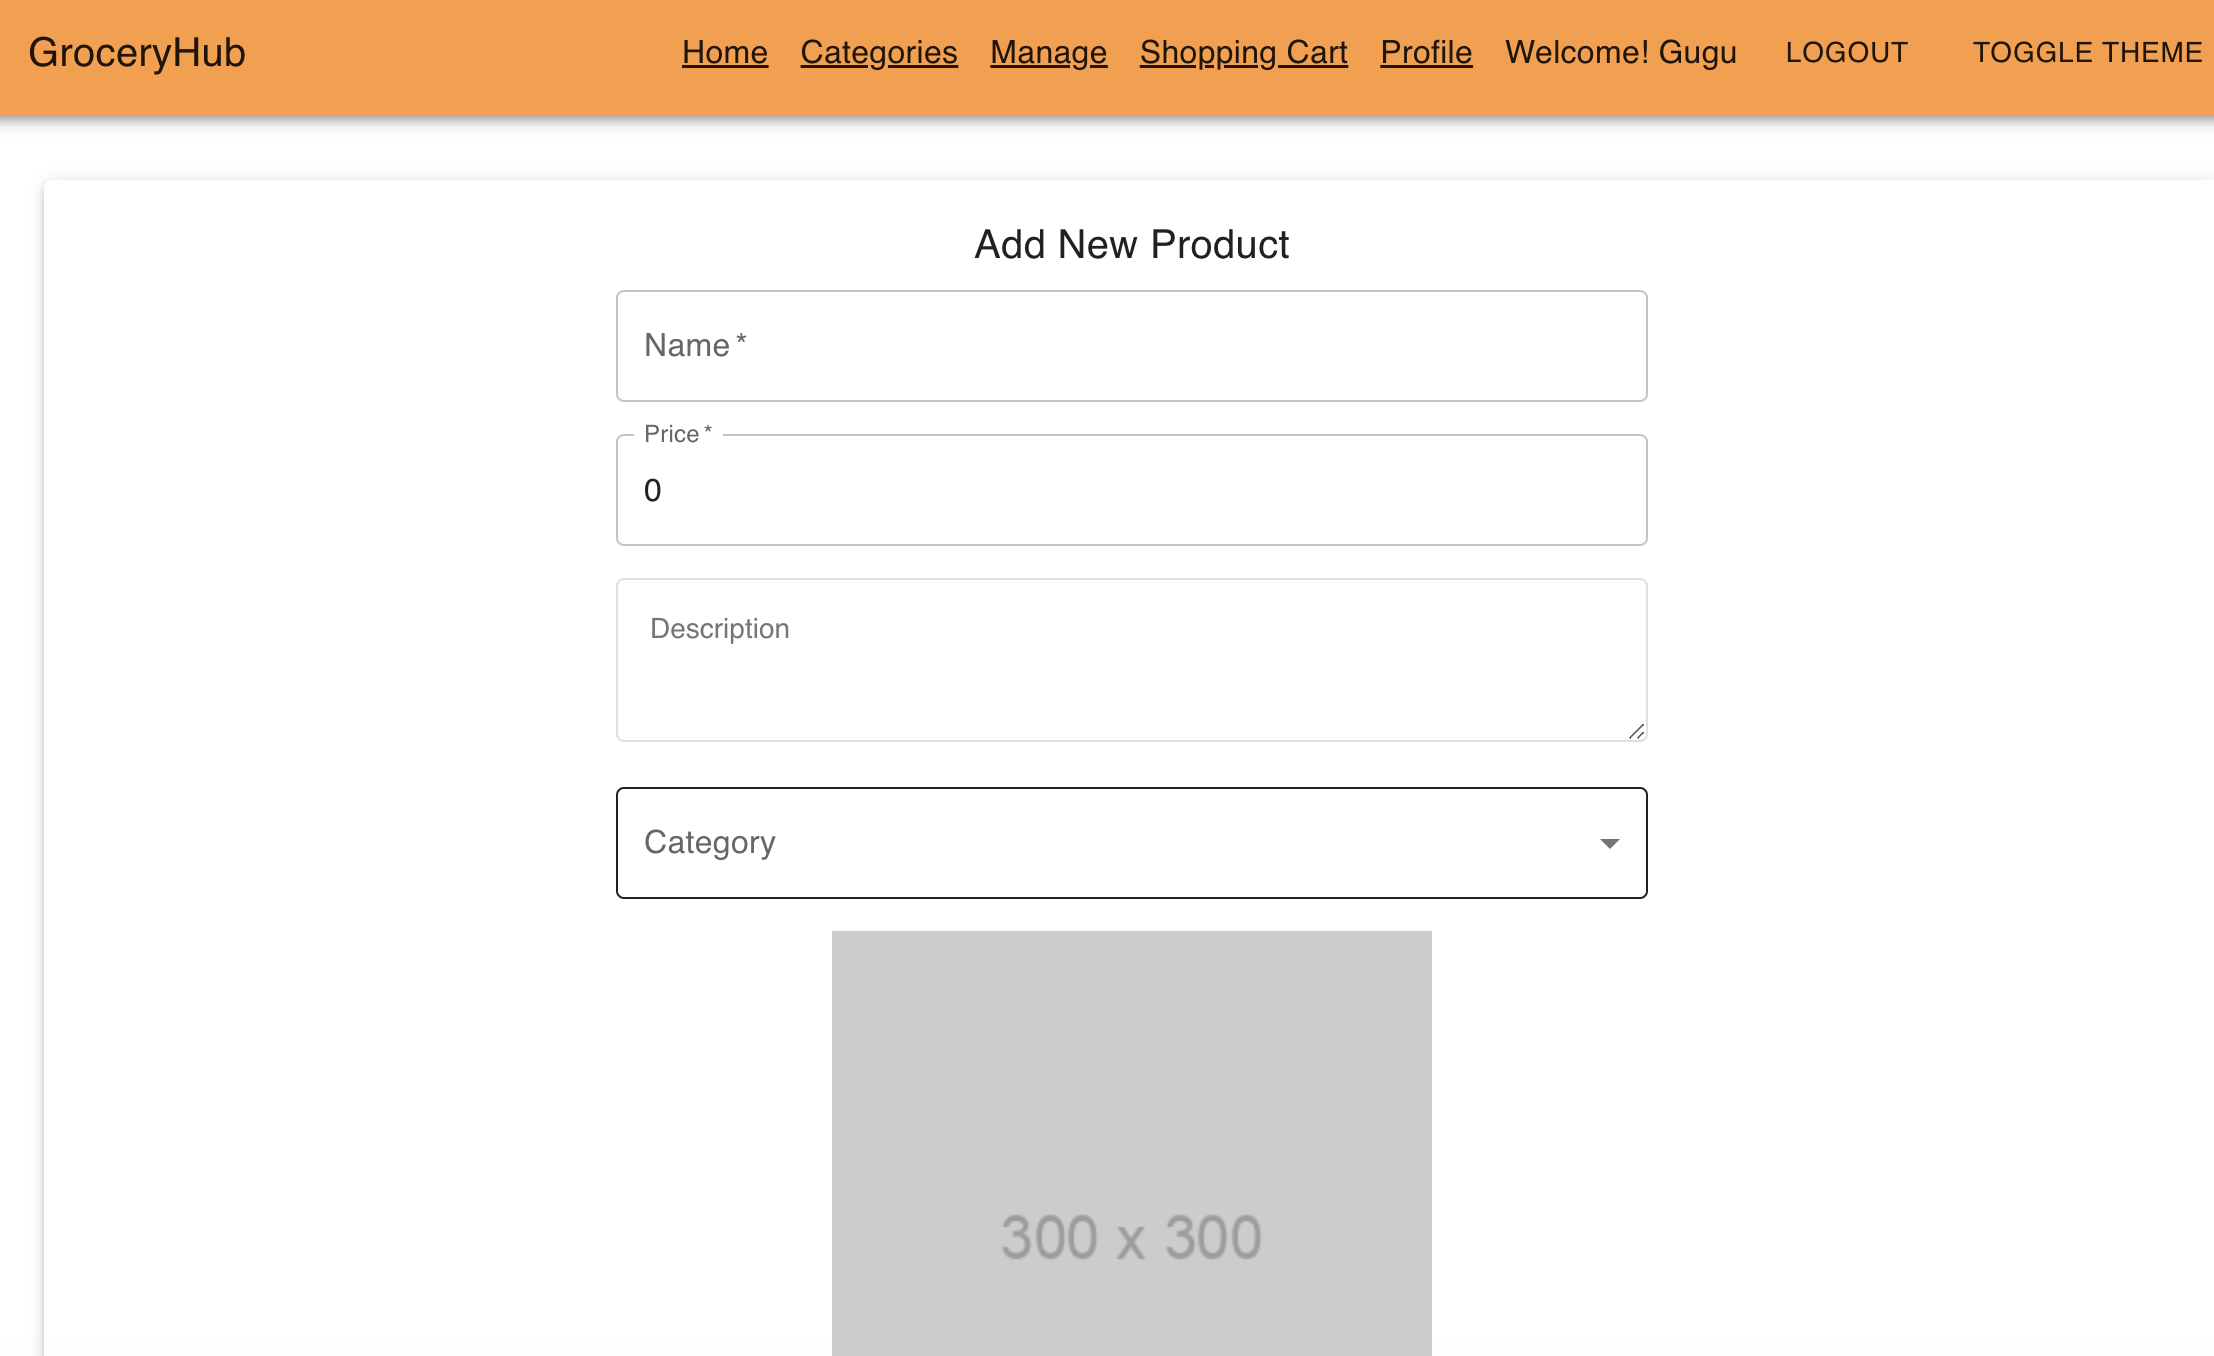 GroceryHub Home Categories Manage Shopping Cart Profile Welcome! Gugu LOGOUT TOGGLE THEME
Add New Product
Name *
Price *
0
Description
Category
300 x 300